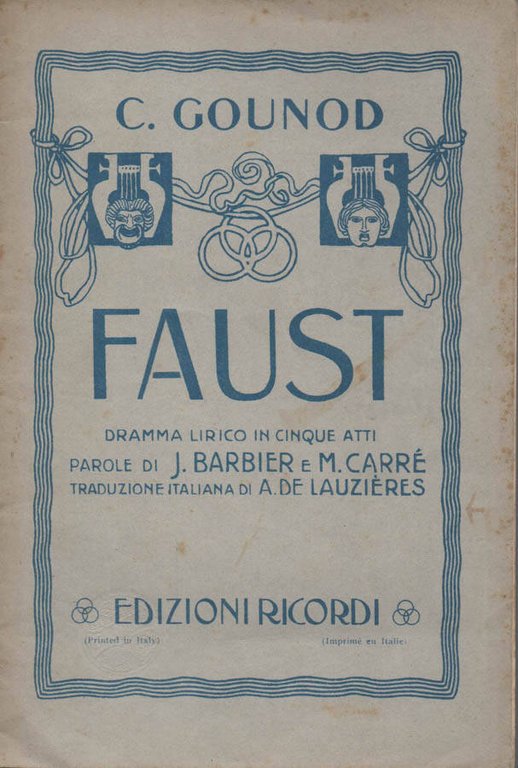 C. GOUNOD
FAUST
DRAMMA LIRICO IN CINQUE ATTI
PAROLE DI J. BARBIER E M. CARRÉ
TRADUZIONE ITALIANA DI A. DE LAUZIÈRES
EDIZIONI RICORDI
(Printed in Italy) (Imprimé en Italie)